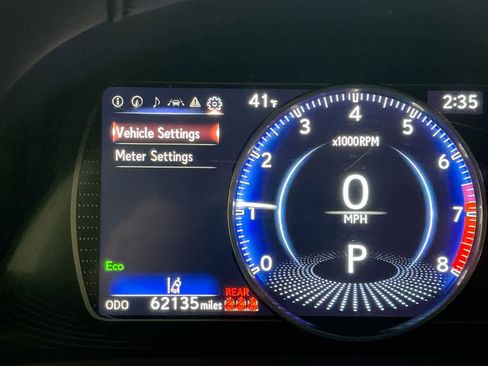 41°F
2:35
Vehicle Settings
Meter Settings
Eco
ODO 62135 miles
REAR
x1000RPM
0 1 2 3 4 5 6 7 8
0
MPH
P